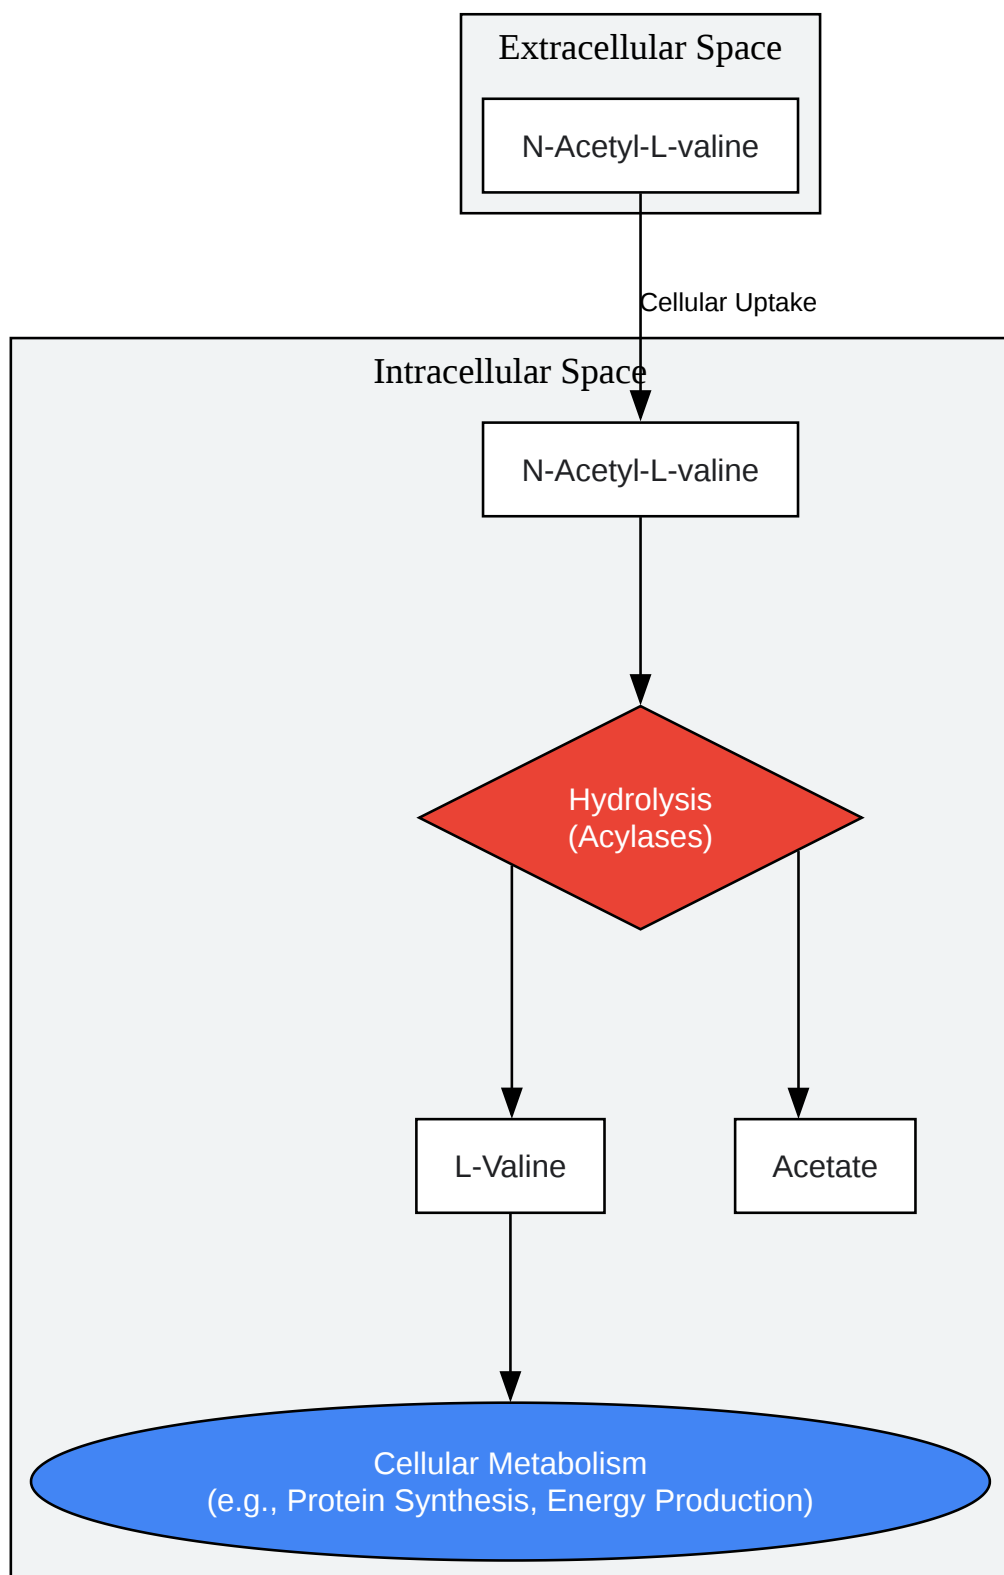 Extracellular Space
N-Acetyl-L-valine
Cellular Uptake
Intracellular Space
N-Acetyl-L-valine
Hydrolysis
(Acylases)
L-Valine
Acetate
Cellular Metabolism
(e.g., Protein Synthesis, Energy Production)